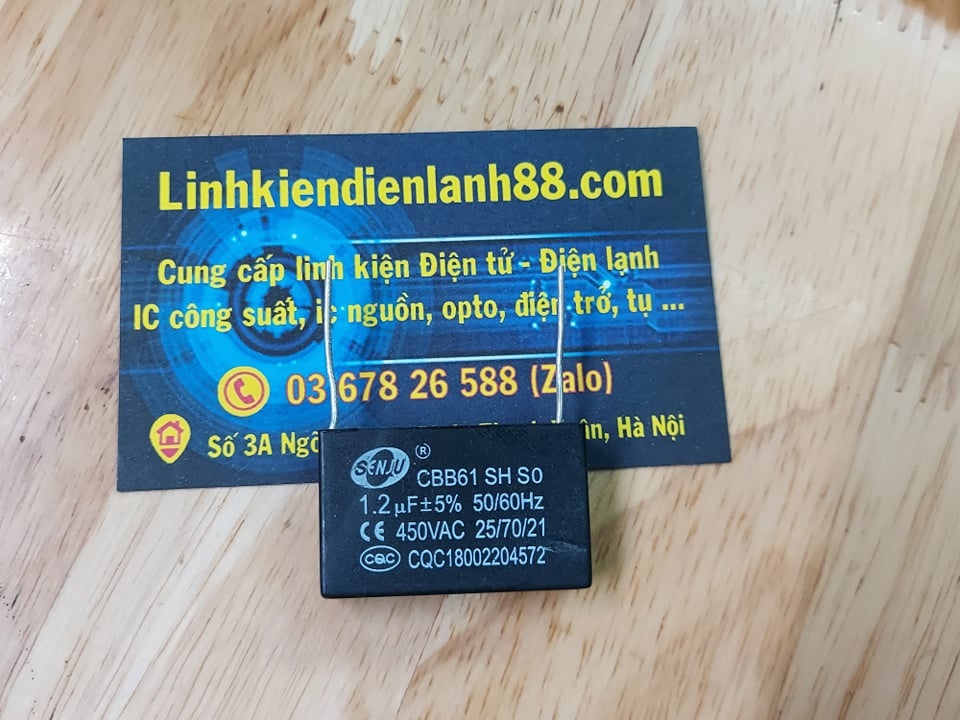 Linhkiendienlanh88.com
Cung cấp linh kiện Điện tử - Điện lạnh
IC công suất, ic nguồn, opto, điện trở, tụ ...
03 678 26 588 (Zalo)
Số 3A Ngõ Hà Nội
SENJU ®
CBB61 SH S0
1.2 µF±5% 50/60Hz
CE 450VAC 25/70/21
CQC CQC18002204572